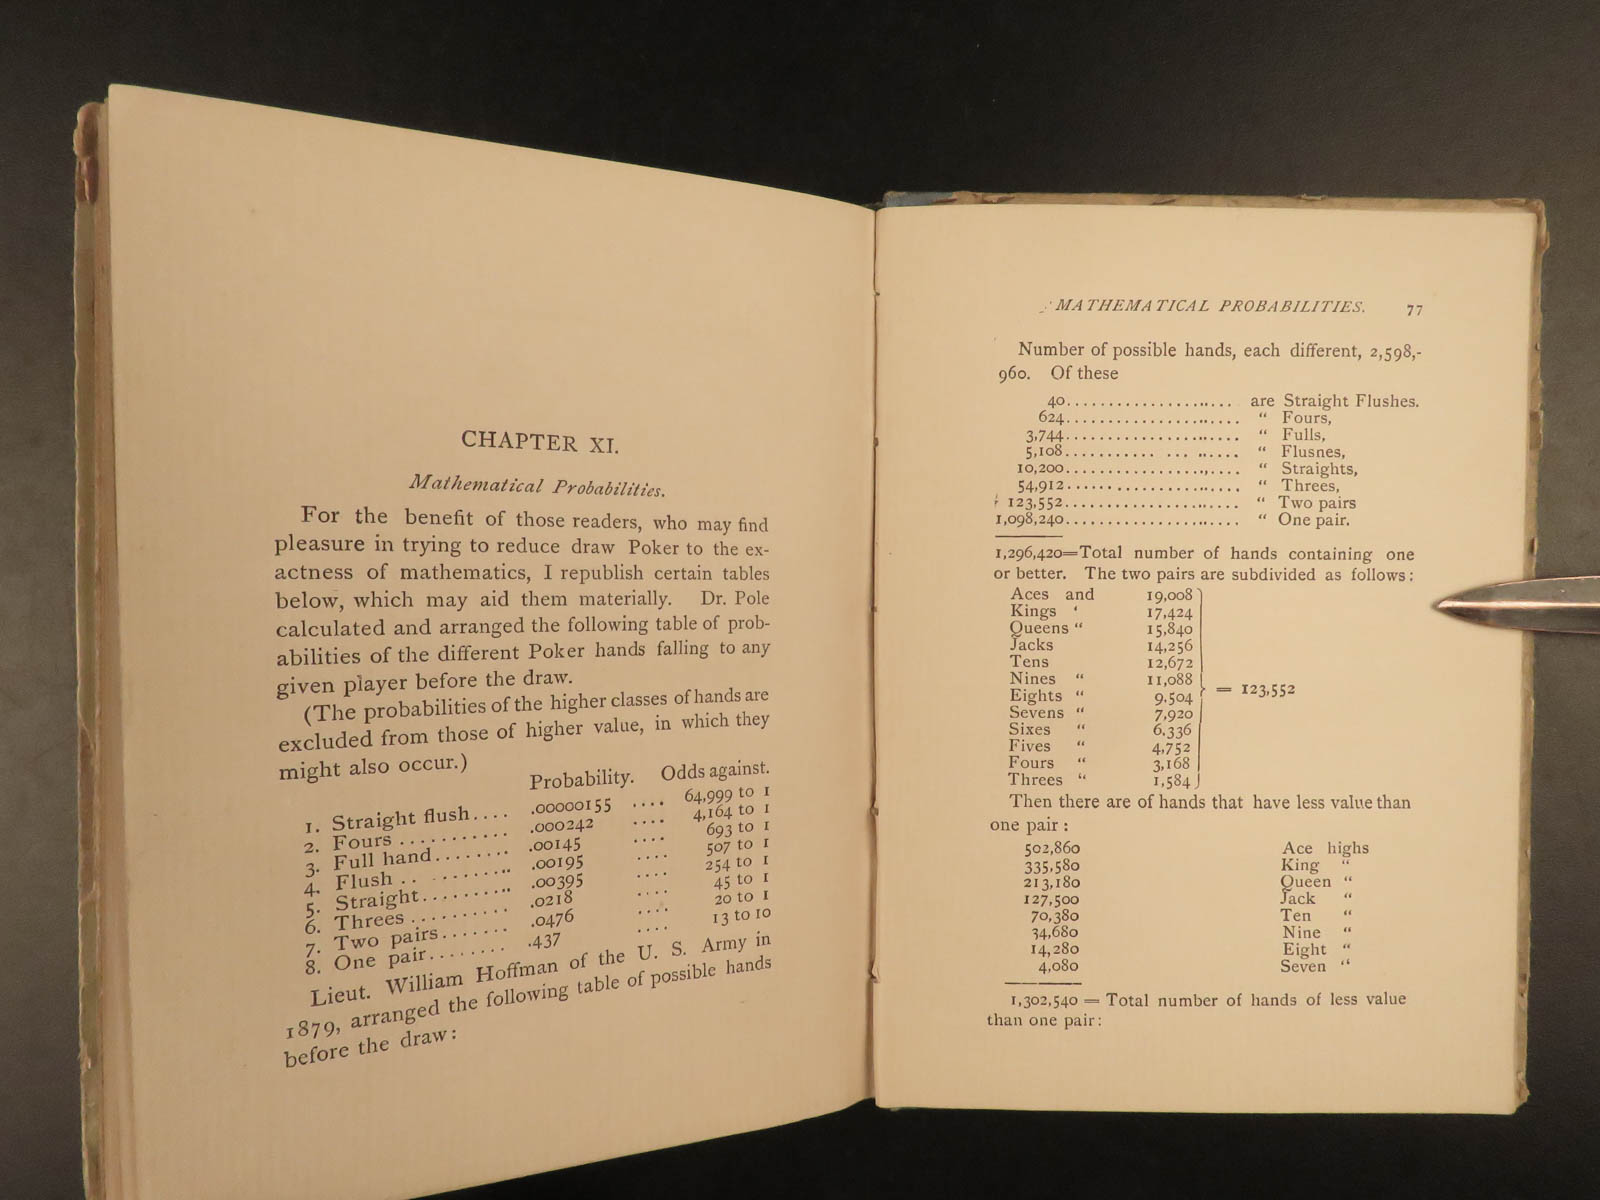 CHAPTER XI.
Mathematical Probabilities.
For the benefit of those readers, who may find
pleasure in trying to reduce draw Poker to the ex-
actness of mathematics, I republish certain tables
below, which may aid them materially. Dr. Pole
calculated and arranged the following table of prob-
abilities of the different Poker hands falling to any
given player before the draw.
(The probabilities of the higher classes of hands are
excluded from those of higher value, in which they
might also occur.)
Probability. Odds against.
1. Straight flush.... .00000155 .... 64,999 to 1
2. Fours .......... .000242 .... 4,164 to 1
3. Full hand........ .00145 .... 693 to 1
4. Flush .. ........ .00195 .... 507 to 1
5. Straight......... .00395 .... 254 to 1
6. Threes .......... .0218 .... 45 to 1
7. Two pairs....... .0476 .... 20 to 1
8. One pair........ .437 .... 13 to 10
Lieut. William Hoffman of the U. S. Army in
1879, arranged the following table of possible hands
before the draw:
MATHEMATICAL PROBABILITIES. 77
Number of possible hands, each different, 2,598,-
960. Of these
40.................... are Straight Flushes.
624..................... “ Fours,
3,744..................... “ Fulls,
5,108........... ... ...... “ Flusnes,
10,200..................... “ Straights,
54,912..................... “ Threes,
123,552..................... “ Two pairs
1,098,240..................... “ One pair.
1,296,420=Total number of hands containing one
or better. The two pairs are subdivided as follows:
Aces and 19,008
Kings ‘ 17,424
Queens “ 15,840
Jacks 14,256
Tens 12,672
Nines “ 11,088
Eights “ 9,504 = 123,552
Sevens “ 7,920
Sixes “ 6,336
Fives “ 4,752
Fours “ 3,168
Threes “ 1,584
Then there are of hands that have less value than
one pair:
502,860 Ace highs
335,580 King “
213,180 Queen “
127,500 Jack “
70,380 Ten “
34,680 Nine “
14,280 Eight “
4,080 Seven “
1,302,540 = Total number of hands of less value
than one pair: